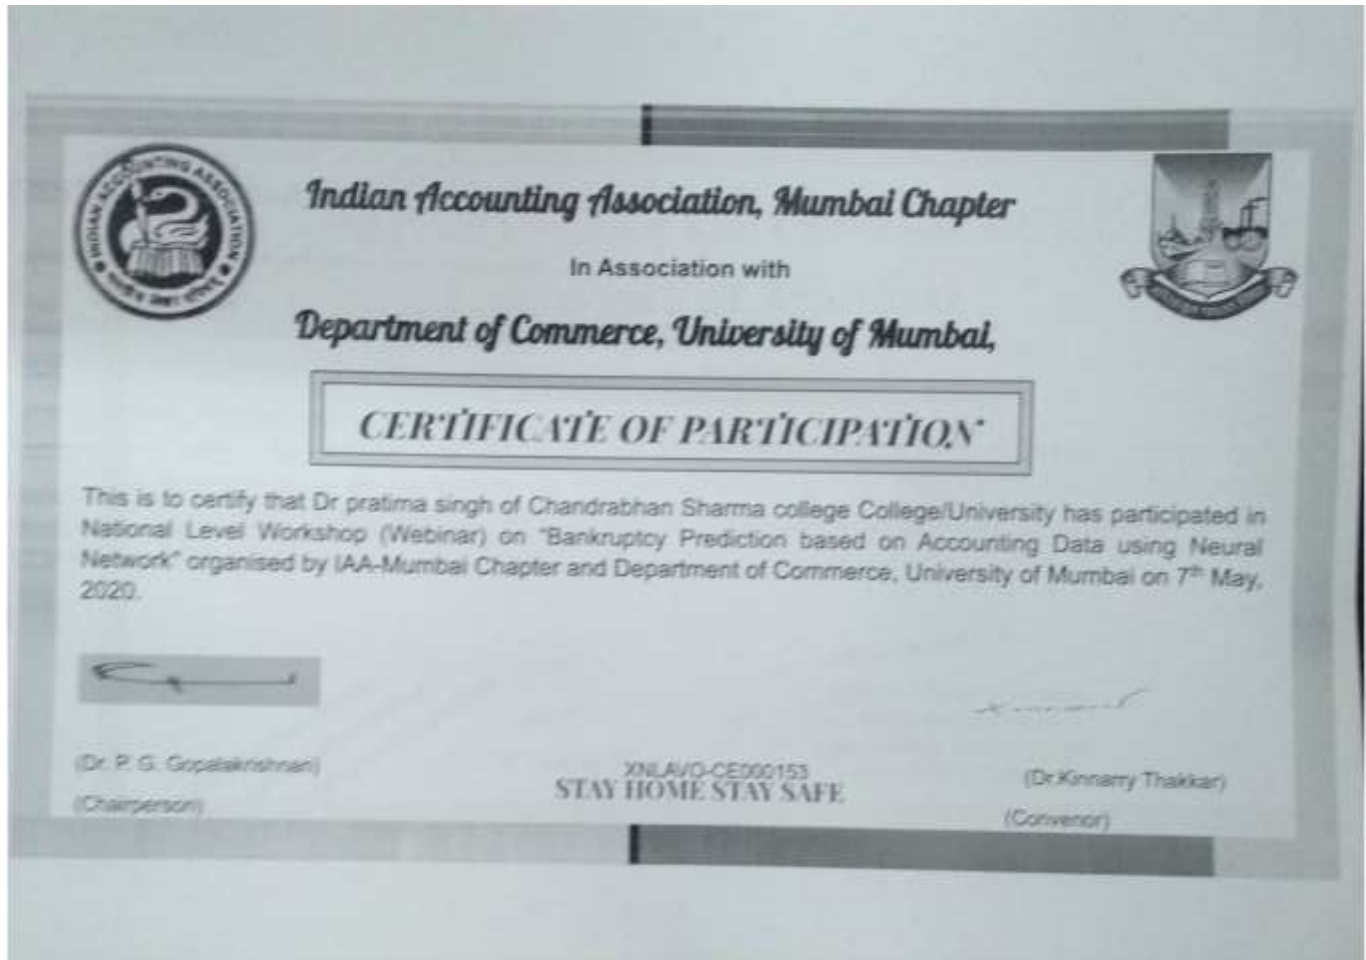 INDIAN ACCOUNTING ASSOCIATION
Indian Accounting Association, Mumbai Chapter
In Association with
Department of Commerce, University of Mumbai,
CERTIFICATE OF PARTICIPATION
This is to certify that Dr pratima singh of Chandrabhan Sharma college College/University has participated in
National Level Workshop (Webinar) on "Bankruptcy Prediction based on Accounting Data using Neural
Network" organised by IAA-Mumbai Chapter and Department of Commerce, University of Mumbai on 7th May,
2020.
(Dr. P. G. Gopalakrishnan)
(Chairperson)
XNLAVO-CE000153
STAY HOME STAY SAFE
(Dr.Kinnarry Thakkar)
(Convenor)